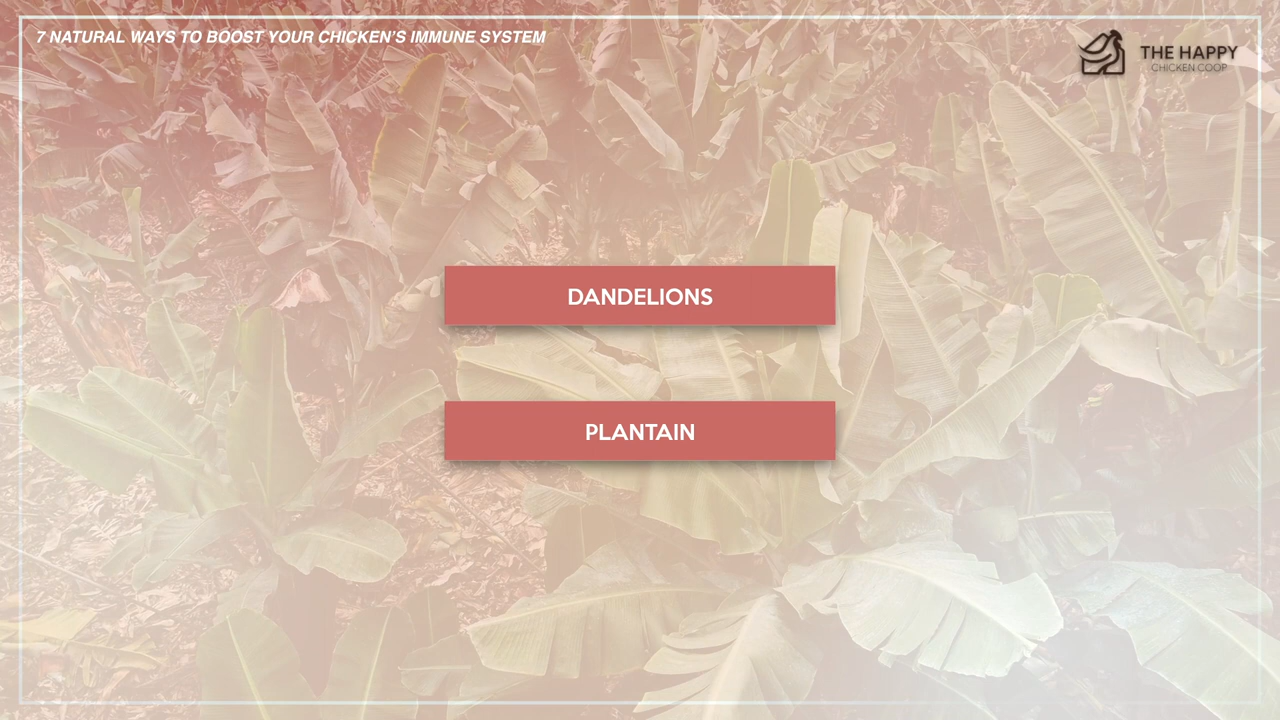 7 NATURAL WAYS TO BOOST YOUR CHICKEN'S IMMUNE SYSTEM
THE HAPPY
CHICKEN COOP
DANDELIONS
PLANTAIN